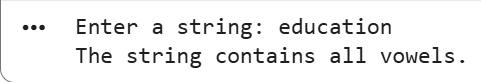 Enter a string: education
The string contains all vowels.